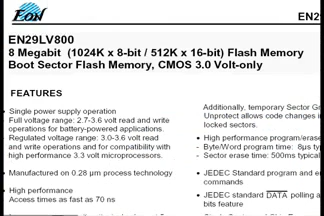 Eon
EN29
EN29LV800
8 Megabit (1024K x 8-bit / 512K x 16-bit) Flash Memory
Boot Sector Flash Memory, CMOS 3.0 Volt-only
FEATURES
• Single power supply operation
Full voltage range: 2.7-3.6 volt read and write
operations for battery-powered applications.
Regulated voltage range: 3.0-3.6 volt read
and write operations and for compatibility with
high performance 3.3 volt microprocessors.
• Manufactured on 0.28 µm process technology
• High performance
Access times as fast as 70 ns
Additionally, temporary Sector Gr
Unprotect allows code changes i
locked sectors.
• High performance program/erase
- Byte/Word program time: 8µs ty
- Sector erase time: 500ms typical
• JEDEC Standard program and er
commands
• JEDEC standard DATA polling a
bits feature